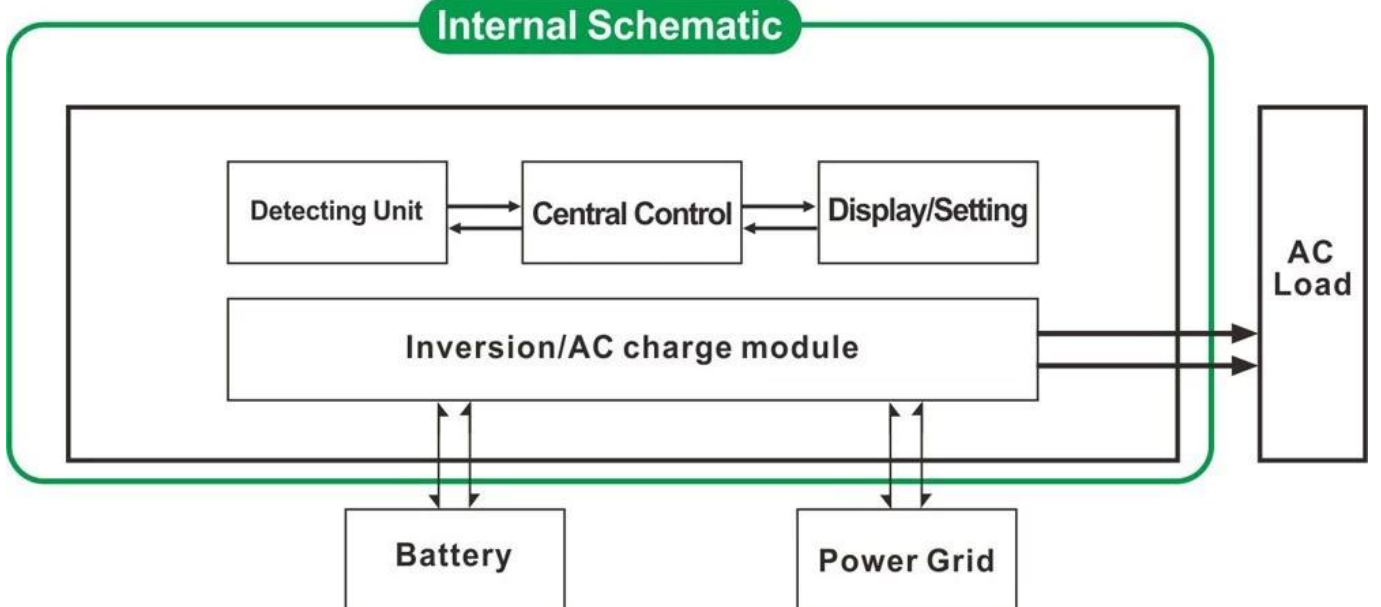 Internal Schematic
Detecting Unit
Central Control
Display/Setting
AC
Load
Inversion/AC charge module
Battery
Power Grid